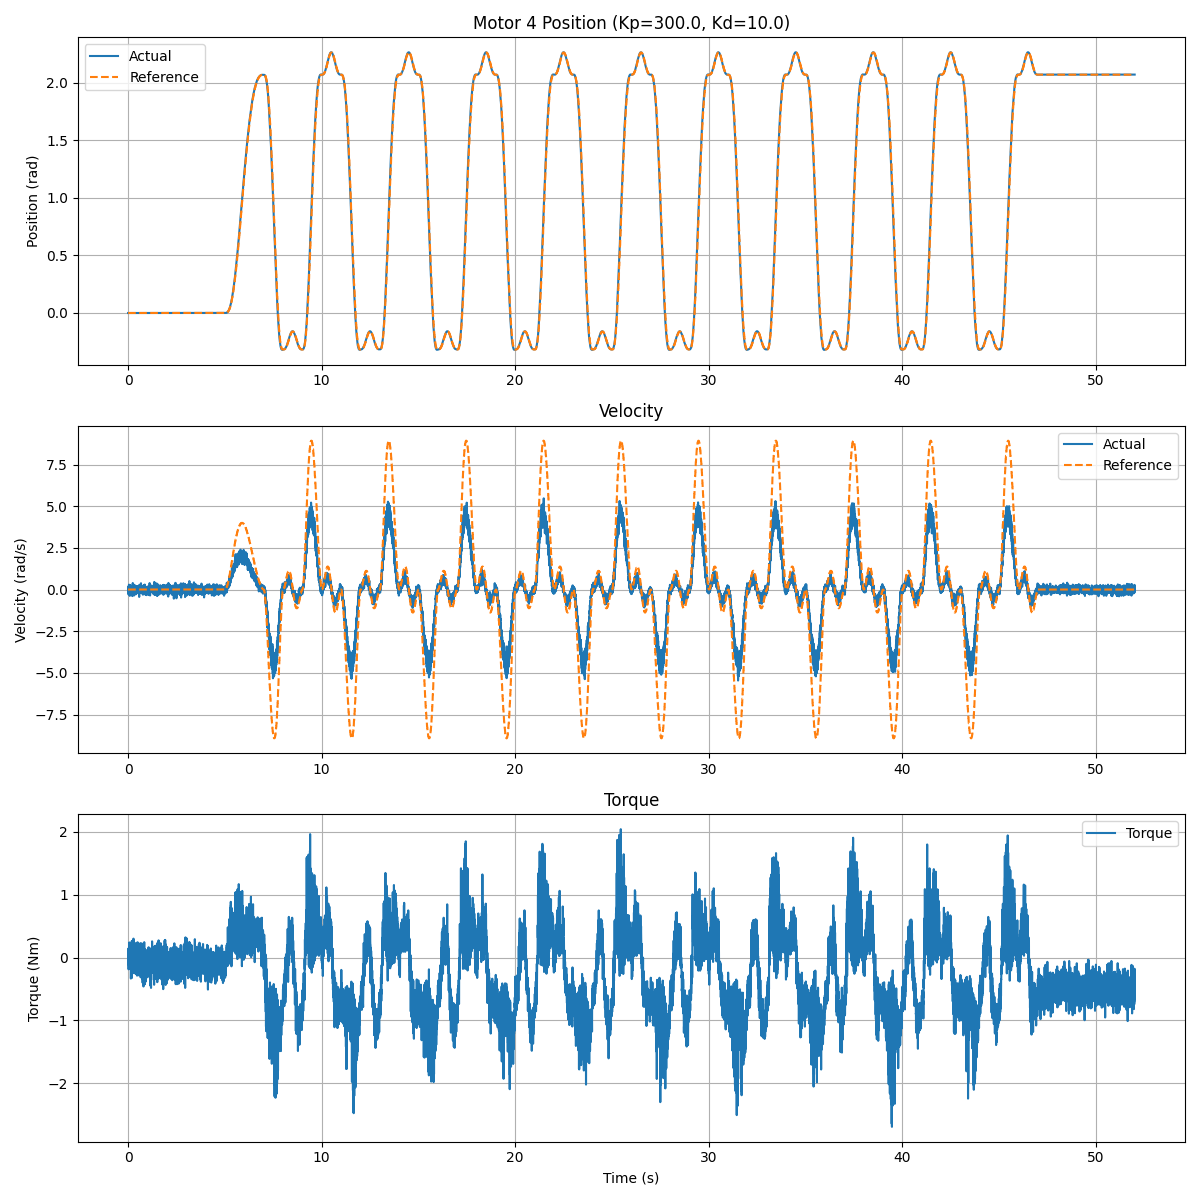 Motor 4 Position (Kp=300.0, Kd=10.0)
Actual
Reference
Position (rad)
2.0
1.5
1.0
0.5
0.0
0 10 20 30 40 50
Velocity
Actual
Reference
Velocity (rad/s)
7.5
5.0
2.5
0.0
−2.5
−5.0
−7.5
0 10 20 30 40 50
Torque
Torque
Torque (Nm)
2
1
0
−1
−2
0 10 20 30 40 50
Time (s)